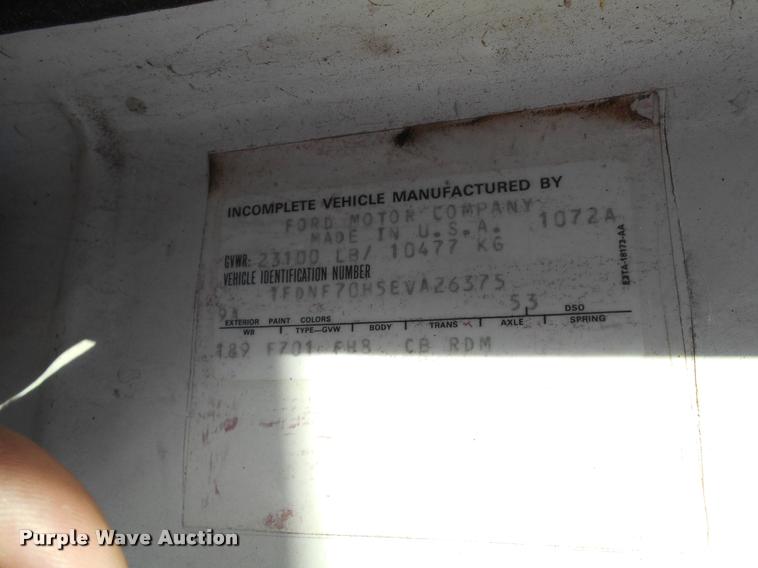 INCOMPLETE VEHICLE MANUFACTURED BY
FORD MOTOR COMPANY
MADE IN U.S.A. 1072A
GVWR: 23100 LB/ 10477 KG
VEHICLE IDENTIFICATION NUMBER
1FDNF70H5EVA26375
53
EXTERIOR PAINT COLORS DSO
WB TYPE—GVW BODY TRANS AXLE SPRING
189 F701 FH8 CB RDM
E3TA-18173-AA
Purple Wave Auction